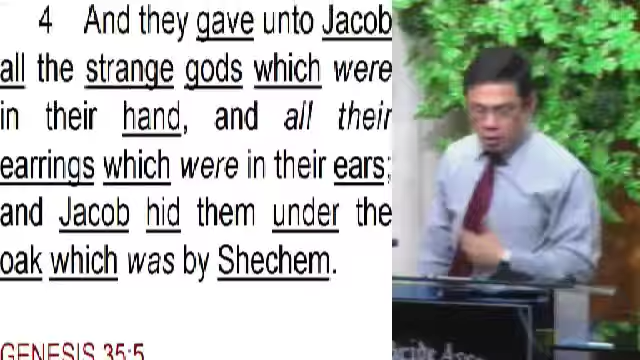 4 And they gave unto Jacob
all the strange gods which were
in their hand, and all their
earrings which were in their ears;
and Jacob hid them under the
oak which was by Shechem.
GENESIS 35:5